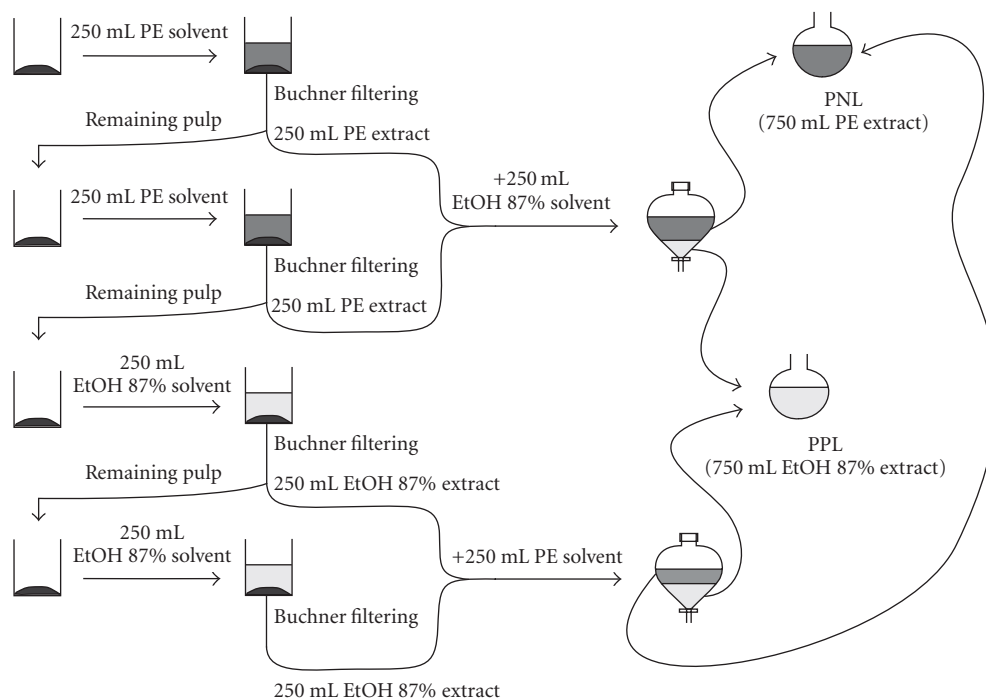 250 mL PE solvent
Buchner filtering
Remaining pulp
250 mL PE extract
250 mL PE solvent
Buchner filtering
Remaining pulp
250 mL PE extract
+250 mL
EtOH 87% solvent
PNL
(750 mL PE extract)
250 mL
EtOH 87% solvent
Buchner filtering
Remaining pulp
250 mL EtOH 87% extract
250 mL
EtOH 87% solvent
Buchner filtering
250 mL EtOH 87% extract
+250 mL PE solvent
PPL
(750 mL EtOH 87% extract)